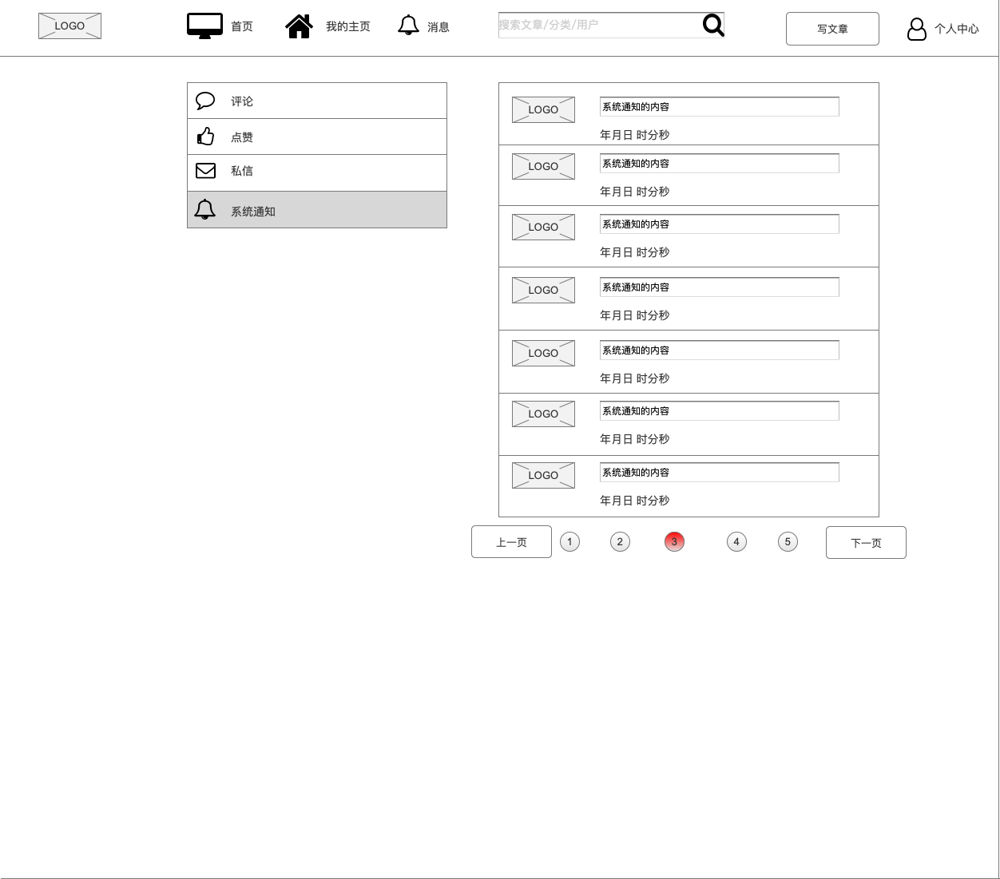 LOGO
首页
我的主页
消息
搜索文章/分类/用户
写文章
个人中心
评论
点赞
私信
系统通知
LOGO
系统通知的内容
年月日 时分秒
LOGO
系统通知的内容
年月日 时分秒
LOGO
系统通知的内容
年月日 时分秒
LOGO
系统通知的内容
年月日 时分秒
LOGO
系统通知的内容
年月日 时分秒
LOGO
系统通知的内容
年月日 时分秒
LOGO
系统通知的内容
年月日 时分秒
上一页
1
2
3
4
5
下一页